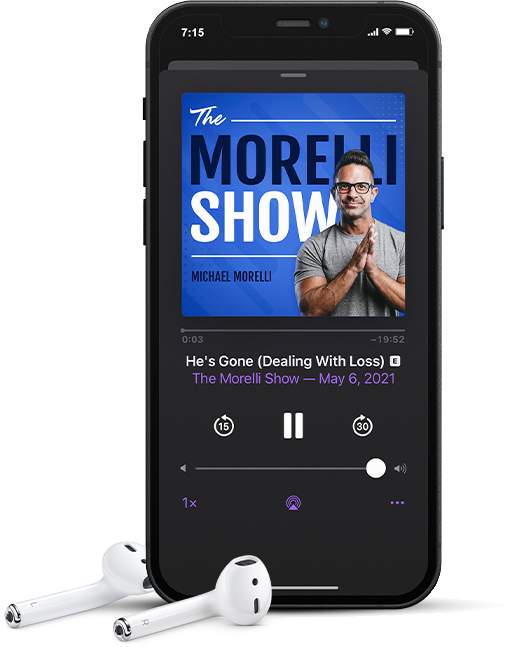 7:15
The
MORELLI
SHOW
MICHAEL MORELLI
0:03
–19:52
He's Gone (Dealing With Loss) E
The Morelli Show — May 6, 2021
15
30
1×
L
R